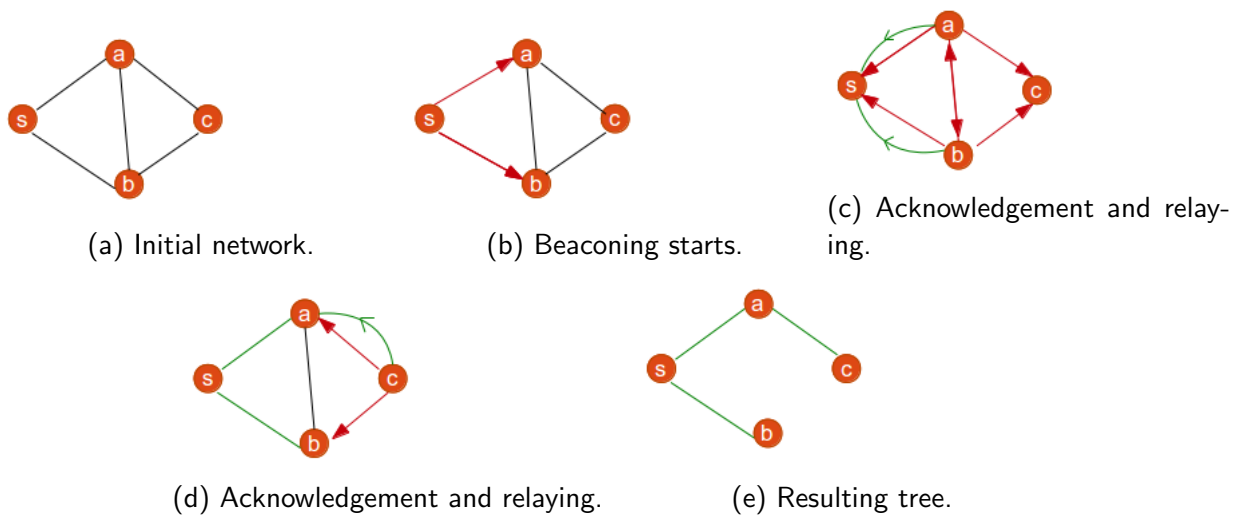 a
s
c
b
(a) Initial network.
a
s
c
b
(b) Beaconing starts.
a
s
c
b
(c) Acknowledgement and relay-
ing.
a
s
c
b
(d) Acknowledgement and relaying.
a
s
c
b
(e) Resulting tree.